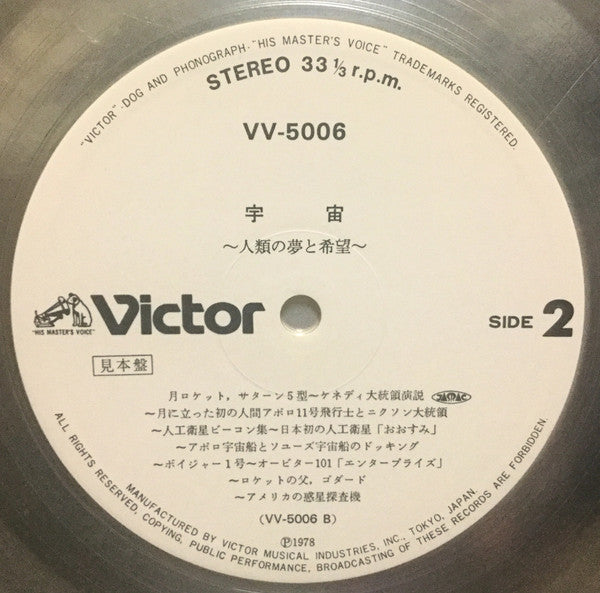 "VICTOR"-DOG AND PHONOGRAPH-"HIS MASTER'S VOICE" TRADEMARKS REGISTERED.
STEREO 33 1/3 r.p.m.
VV-5006
宇 宙
〜人類の夢と希望〜
"HIS MASTER'S VOICE"
Victor
SIDE 2
見本盤
月ロケット，サターン5型〜ケネディ大統領演説 JASRAC
〜月に立った初の人間アポロ11号飛行士とニクソン大統領
〜人工衛星ビーコン集〜日本初の人工衛星「おおすみ」
〜アポロ宇宙船とソユーズ宇宙船のドッキング
〜ボイジャー1号〜オービター101「エンタープライズ」
〜ロケットの父，ゴダード
〜アメリカの惑星探査機
(VV-5006 B)
Ⓟ1978
MANUFACTURED BY VICTOR MUSICAL INDUSTRIES, INC., TOKYO, JAPAN
ALL RIGHTS RESERVED, COPYING, PUBLIC PERFORMANCE, BROADCASTING OF THESE RECORDS ARE FORBIDDEN.